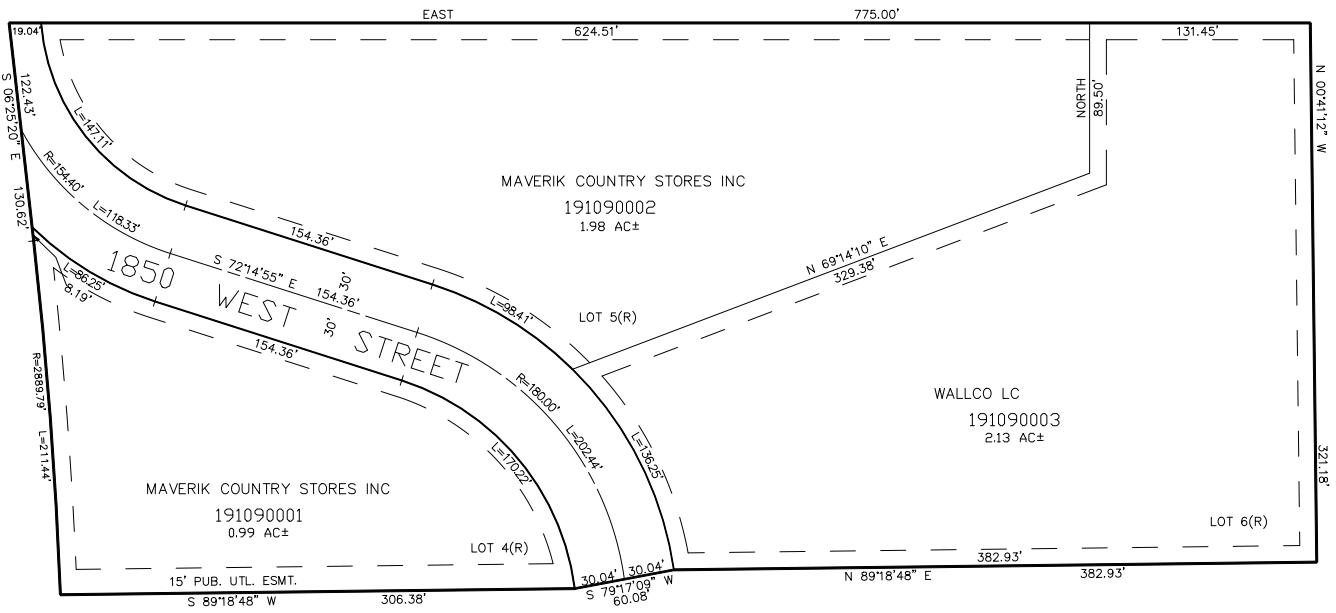 EAST 775.00'
19.04' 624.51' 131.45'
S 06°25'20" E
122.43'
130.62'
N 00°41'12" W
321.18'
NORTH
89.50'
L=147.11'
R=154.40'
L=118.33'
L=86.25'
8.19'
154.36'
S 72°14'55" E 154.36'
30'
30'
154.36'
1850 WEST STREET
MAVERIK COUNTRY STORES INC
191090002
1.98 AC±
LOT 5(R)
N 69°14'10" E
329.38'
L=98.41'
R=180.00'
L=202.44'
L=136.25'
L=170.22'
WALLCO LC
191090003
2.13 AC±
LOT 6(R)
R=2889.79'
L=211.44'
MAVERIK COUNTRY STORES INC
191090001
0.99 AC±
LOT 4(R)
15' PUB. UTL. ESMT.
S 89°18'48" W 306.38'
30.04' 30.04'
S 79°17'09" W
60.08'
382.93'
N 89°18'48" E 382.93'